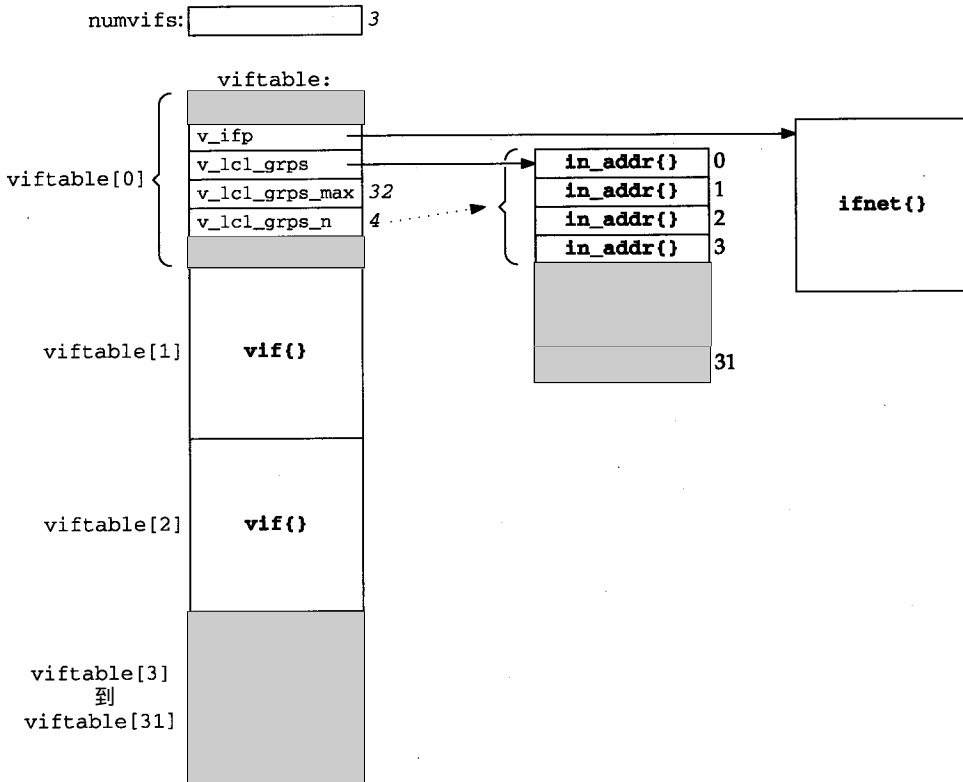 numvifs: 3
viftable:
viftable[0]
v_ifp
v_lcl_grps
v_lcl_grps_max 32
v_lcl_grps_n 4
in_addr{} 0
in_addr{} 1
in_addr{} 2
in_addr{} 3
31
ifnet{}
viftable[1] vif{}
viftable[2] vif{}
viftable[3]
到
viftable[31]